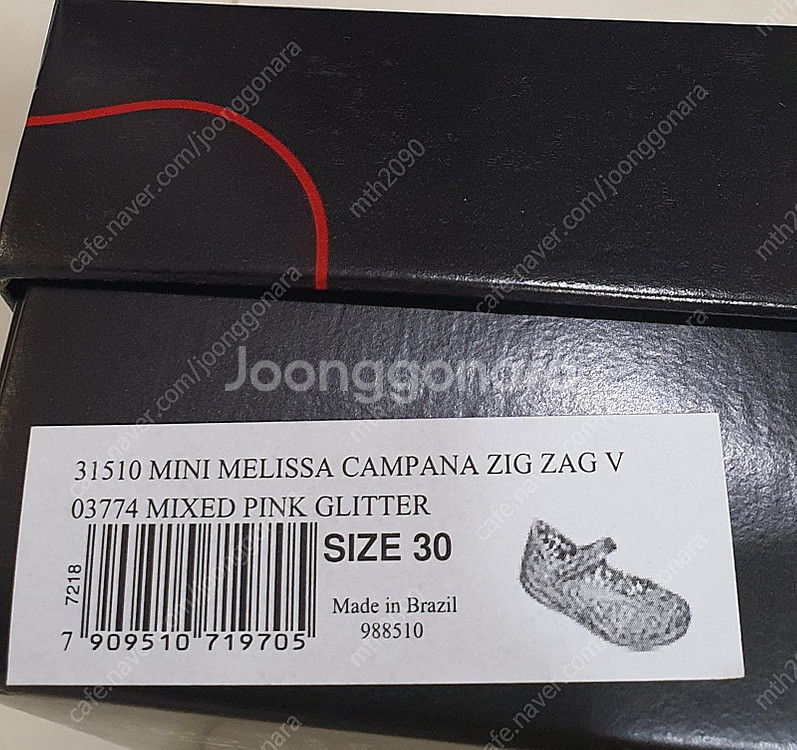 cafe.naver.com/joonggonara
mth2090
Joonggonara
31510 MINI MELISSA CAMPANA ZIG ZAG V
03774 MIXED PINK GLITTER
SIZE 30
7218
Made in Brazil
988510
7 909510 719705